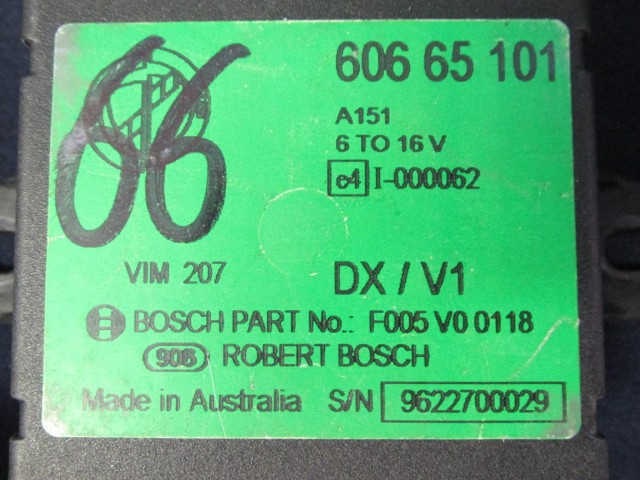 66
606 65 101
A151
6 TO 16 V
e4 I-000062
VIM 207 DX / V1
BOSCH PART No.: F005 V0 0118
906 ROBERT BOSCH
Made in Australia S/N 9622700029